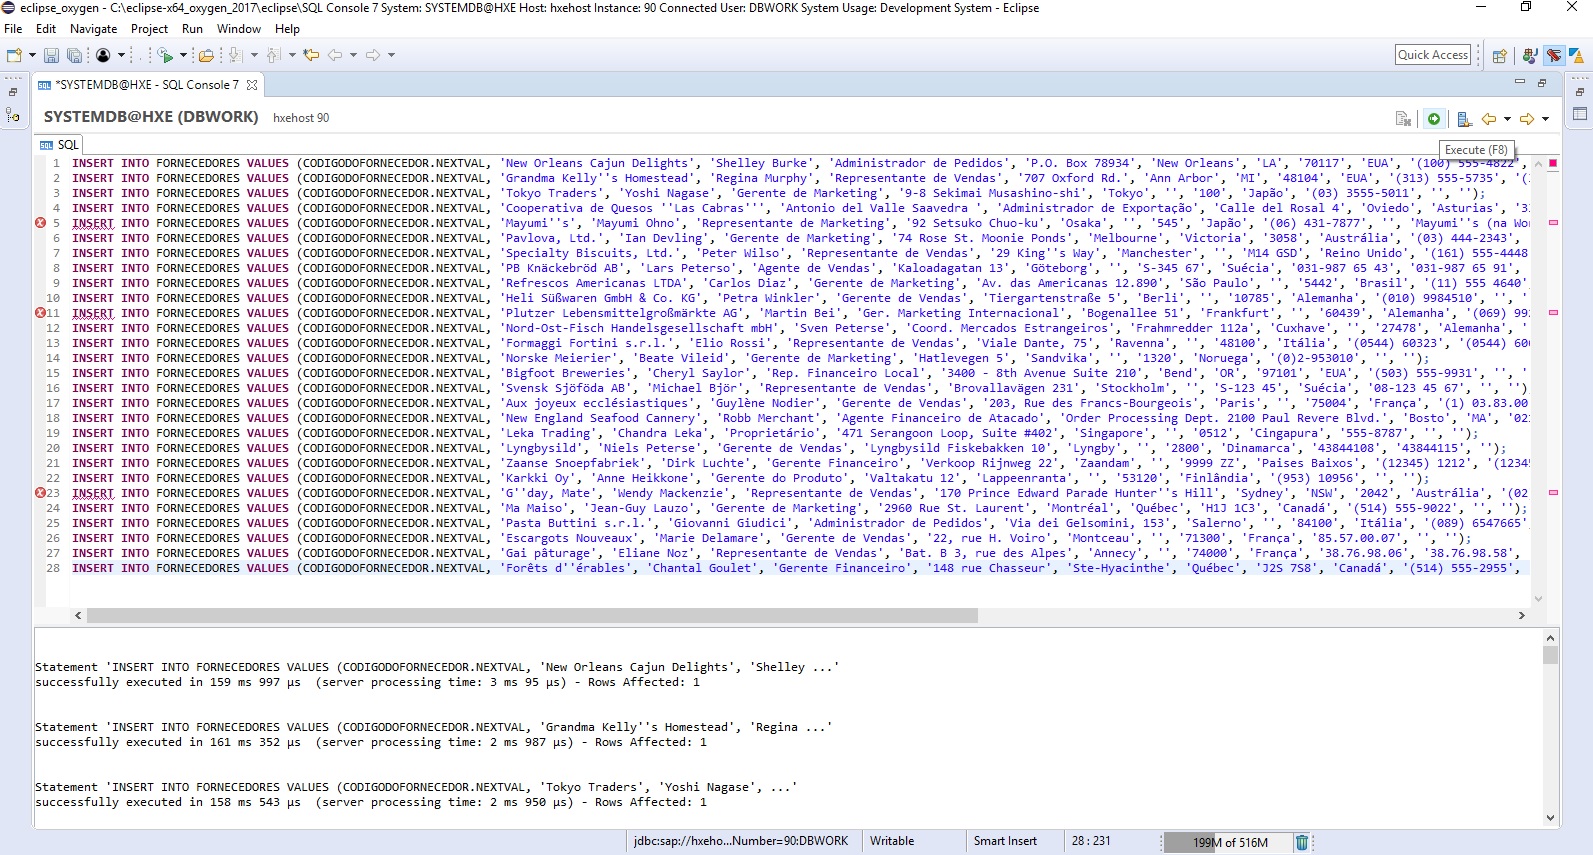 eclipse_oxygen - C:\eclipse-x64_oxygen_2017\eclipse\SQL Console 7 System: SYSTEMDB@HXE Host: hxehost Instance: 90 Connected User: DBWORK System Usage: Development System - Eclipse
File Edit Navigate Project Run Window Help
Quick Access
*SYSTEMDB@HXE - SQL Console 7
SYSTEMDB@HXE (DBWORK) hxehost 90
SQL
Execute (F8)
1 INSERT INTO FORNECEDORES VALUES (CODIGODOFORNECEDOR.NEXTVAL, 'New Orleans Cajun Delights', 'Shelley Burke', 'Administrador de Pedidos', 'P.O. Box 78934', 'New Orleans', 'LA', '70117', 'EUA', '(100) 555-4822',
2 INSERT INTO FORNECEDORES VALUES (CODIGODOFORNECEDOR.NEXTVAL, 'Grandma Kelly''s Homestead', 'Regina Murphy', 'Representante de Vendas', '707 Oxford Rd.', 'Ann Arbor', 'MI', '48104', 'EUA', '(313) 555-5735', '(
3 INSERT INTO FORNECEDORES VALUES (CODIGODOFORNECEDOR.NEXTVAL, 'Tokyo Traders', 'Yoshi Nagase', 'Gerente de Marketing', '9-8 Sekimai Musashino-shi', 'Tokyo', '', '100', 'Japão', '(03) 3555-5011', '', '');
4 INSERT INTO FORNECEDORES VALUES (CODIGODOFORNECEDOR.NEXTVAL, 'Cooperativa de Quesos ''Las Cabras''', 'Antonio del Valle Saavedra ', 'Administrador de Exportação', 'Calle del Rosal 4', 'Oviedo', 'Asturias', '3
5 INSERT INTO FORNECEDORES VALUES (CODIGODOFORNECEDOR.NEXTVAL, 'Mayumi''s', 'Mayumi Ohno', 'Representante de Marketing', '92 Setsuko Chuo-ku', 'Osaka', '', '545', 'Japão', '(06) 431-7877', '', 'Mayumi''s (na Wo
6 INSERT INTO FORNECEDORES VALUES (CODIGODOFORNECEDOR.NEXTVAL, 'Pavlova, Ltd.', 'Ian Devling', 'Gerente de Marketing', '74 Rose St. Moonie Ponds', 'Melbourne', 'Victoria', '3058', 'Austrália', '(03) 444-2343',
7 INSERT INTO FORNECEDORES VALUES (CODIGODOFORNECEDOR.NEXTVAL, 'Specialty Biscuits, Ltd.', 'Peter Wilso', 'Representante de Vendas', '29 King''s Way', 'Manchester', '', 'M14 GSD', 'Reino Unido', '(161) 555-4448
8 INSERT INTO FORNECEDORES VALUES (CODIGODOFORNECEDOR.NEXTVAL, 'PB Knäckebröd AB', 'Lars Peterso', 'Agente de Vendas', 'Kaloadagatan 13', 'Göteborg', '', 'S-345 67', 'Suécia', '031-987 65 43', '031-987 65 91',
9 INSERT INTO FORNECEDORES VALUES (CODIGODOFORNECEDOR.NEXTVAL, 'Refrescos Americanas LTDA', 'Carlos Diaz', 'Gerente de Marketing', 'Av. das Americanas 12.890', 'São Paulo', '', '5442', 'Brasil', '(11) 555 4640'
10 INSERT INTO FORNECEDORES VALUES (CODIGODOFORNECEDOR.NEXTVAL, 'Heli Süßwaren GmbH & Co. KG', 'Petra Winkler', 'Gerente de Vendas', 'Tiergartenstraße 5', 'Berli', '', '10785', 'Alemanha', '(010) 9984510', '', '
11 INSERT INTO FORNECEDORES VALUES (CODIGODOFORNECEDOR.NEXTVAL, 'Plutzer Lebensmittelgroßmärkte AG', 'Martin Bei', 'Ger. Marketing Internacional', 'Bogenallee 51', 'Frankfurt', '', '60439', 'Alemanha', '(069) 99
12 INSERT INTO FORNECEDORES VALUES (CODIGODOFORNECEDOR.NEXTVAL, 'Nord-Ost-Fisch Handelsgesellschaft mbH', 'Sven Peterse', 'Coord. Mercados Estrangeiros', 'Frahmredder 112a', 'Cuxhave', '', '27478', 'Alemanha', '
13 INSERT INTO FORNECEDORES VALUES (CODIGODOFORNECEDOR.NEXTVAL, 'Formaggi Fortini s.r.l.', 'Elio Rossi', 'Representante de Vendas', 'Viale Dante, 75', 'Ravenna', '', '48100', 'Itália', '(0544) 60323', '(0544) 60
14 INSERT INTO FORNECEDORES VALUES (CODIGODOFORNECEDOR.NEXTVAL, 'Norske Meierier', 'Beate Vileid', 'Gerente de Marketing', 'Hatlevegen 5', 'Sandvika', '', '1320', 'Noruega', '(0)2-953010', '', '');
15 INSERT INTO FORNECEDORES VALUES (CODIGODOFORNECEDOR.NEXTVAL, 'Bigfoot Breweries', 'Cheryl Saylor', 'Rep. Financeiro Local', '3400 - 8th Avenue Suite 210', 'Bend', 'OR', '97101', 'EUA', '(503) 555-9931', '', '
16 INSERT INTO FORNECEDORES VALUES (CODIGODOFORNECEDOR.NEXTVAL, 'Svensk Sjöföda AB', 'Michael Björ', 'Representante de Vendas', 'Brovallavägen 231', 'Stockholm', '', 'S-123 45', 'Suécia', '08-123 45 67', '', '')
17 INSERT INTO FORNECEDORES VALUES (CODIGODOFORNECEDOR.NEXTVAL, 'Aux joyeux ecclésiastiques', 'Guylène Nodier', 'Gerente de Vendas', '203, Rue des Francs-Bourgeois', 'Paris', '', '75004', 'França', '(1) 03.83.00
18 INSERT INTO FORNECEDORES VALUES (CODIGODOFORNECEDOR.NEXTVAL, 'New England Seafood Cannery', 'Robb Merchant', 'Agente Financeiro de Atacado', 'Order Processing Dept. 2100 Paul Revere Blvd.', 'Bosto', 'MA', '02
19 INSERT INTO FORNECEDORES VALUES (CODIGODOFORNECEDOR.NEXTVAL, 'Leka Trading', 'Chandra Leka', 'Proprietário', '471 Serangoon Loop, Suite #402', 'Singapore', '', '0512', 'Cingapura', '555-8787', '', '');
20 INSERT INTO FORNECEDORES VALUES (CODIGODOFORNECEDOR.NEXTVAL, 'Lyngbysild', 'Niels Peterse', 'Gerente de Vendas', 'Lyngbysild Fiskebakken 10', 'Lyngby', '', '2800', 'Dinamarca', '43844108', '43844115', '');
21 INSERT INTO FORNECEDORES VALUES (CODIGODOFORNECEDOR.NEXTVAL, 'Zaanse Snoepfabriek', 'Dirk Luchte', 'Gerente Financeiro', 'Verkoop Rijnweg 22', 'Zaandam', '', '9999 ZZ', 'Paises Baixos', '(12345) 1212', '(1234
22 INSERT INTO FORNECEDORES VALUES (CODIGODOFORNECEDOR.NEXTVAL, 'Karkki Oy', 'Anne Heikkone', 'Gerente do Produto', 'Valtakatu 12', 'Lappeenranta', '', '53120', 'Finlândia', '(953) 10956', '', '');
23 INSERT INTO FORNECEDORES VALUES (CODIGODOFORNECEDOR.NEXTVAL, 'G''day, Mate', 'Wendy Mackenzie', 'Representante de Vendas', '170 Prince Edward Parade Hunter''s Hill', 'Sydney', 'NSW', '2042', 'Austrália', '(02
24 INSERT INTO FORNECEDORES VALUES (CODIGODOFORNECEDOR.NEXTVAL, 'Ma Maiso', 'Jean-Guy Lauzo', 'Gerente de Marketing', '2960 Rue St. Laurent', 'Montréal', 'Québec', 'H1J 1C3', 'Canadá', '(514) 555-9022', '', '');
25 INSERT INTO FORNECEDORES VALUES (CODIGODOFORNECEDOR.NEXTVAL, 'Pasta Buttini s.r.l.', 'Giovanni Giudici', 'Administrador de Pedidos', 'Via dei Gelsomini, 153', 'Salerno', '', '84100', 'Itália', '(089) 6547665'
26 INSERT INTO FORNECEDORES VALUES (CODIGODOFORNECEDOR.NEXTVAL, 'Escargots Nouveaux', 'Marie Delamare', 'Gerente de Vendas', '22, rue H. Voiro', 'Montceau', '', '71300', 'França', '85.57.00.07', '', '');
27 INSERT INTO FORNECEDORES VALUES (CODIGODOFORNECEDOR.NEXTVAL, 'Gai pâturage', 'Eliane Noz', 'Representante de Vendas', 'Bat. B 3, rue des Alpes', 'Annecy', '', '74000', 'França', '38.76.98.06', '38.76.98.58',
28 INSERT INTO FORNECEDORES VALUES (CODIGODOFORNECEDOR.NEXTVAL, 'Forêts d''érables', 'Chantal Goulet', 'Gerente Financeiro', '148 rue Chasseur', 'Ste-Hyacinthe', 'Québec', 'J2S 7S8', 'Canadá', '(514) 555-2955',
Statement 'INSERT INTO FORNECEDORES VALUES (CODIGODOFORNECEDOR.NEXTVAL, 'New Orleans Cajun Delights', 'Shelley ...'
successfully executed in 159 ms 997 µs (server processing time: 3 ms 95 µs) - Rows Affected: 1
Statement 'INSERT INTO FORNECEDORES VALUES (CODIGODOFORNECEDOR.NEXTVAL, 'Grandma Kelly''s Homestead', 'Regina ...'
successfully executed in 161 ms 352 µs (server processing time: 2 ms 987 µs) - Rows Affected: 1
Statement 'INSERT INTO FORNECEDORES VALUES (CODIGODOFORNECEDOR.NEXTVAL, 'Tokyo Traders', 'Yoshi Nagase', ...'
successfully executed in 158 ms 543 µs (server processing time: 2 ms 950 µs) - Rows Affected: 1
jdbc:sap://hxeho...Number=90:DBWORK Writable Smart Insert 28 : 231 199M of 516M